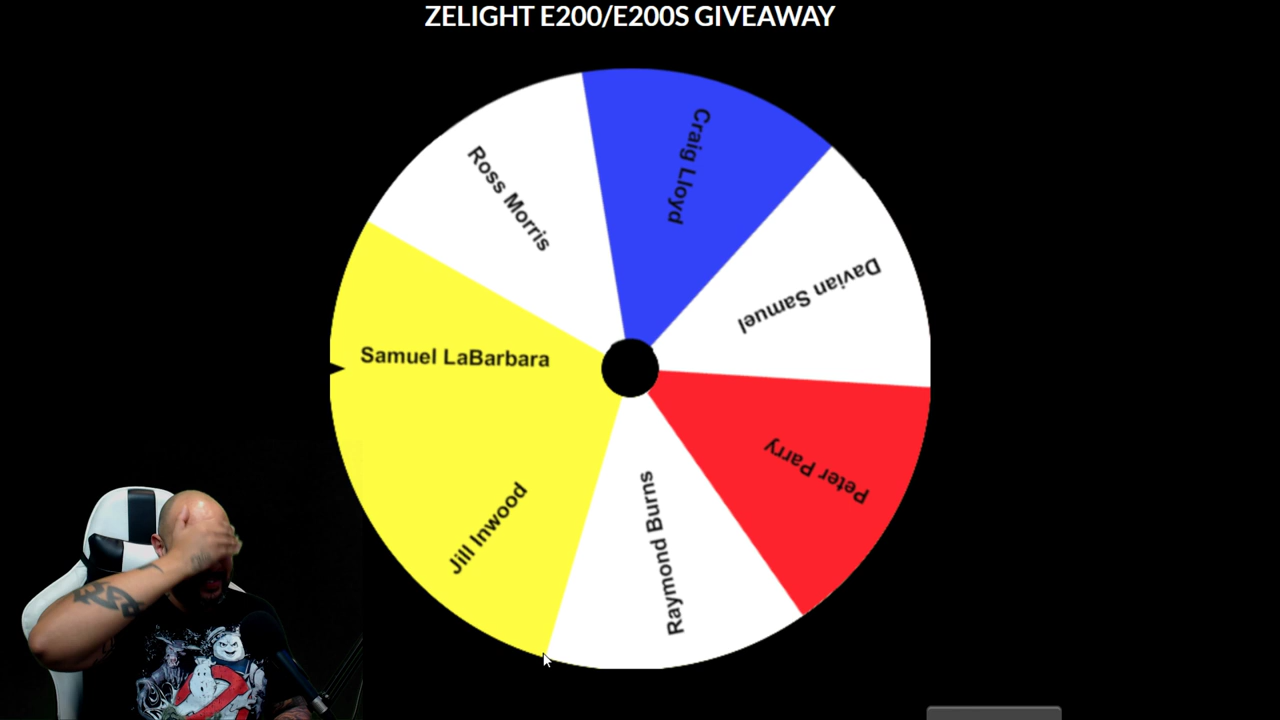 ZELIGHT E200/E200S GIVEAWAY
Ross Morris
Craig Lloyd
Davian Samuel
Peter Parry
Raymond Burns
Jill Inwood
Samuel LaBarbara